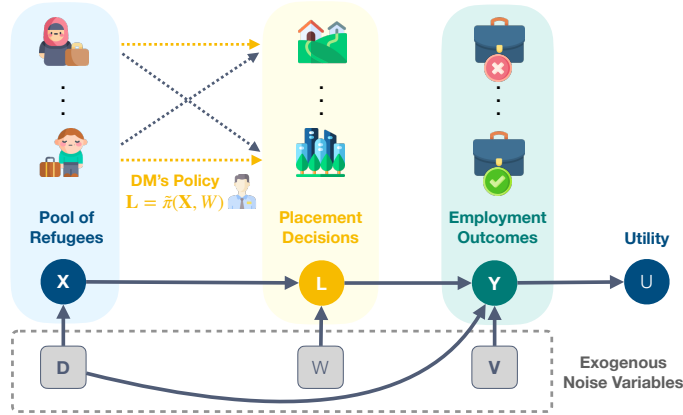 DM's Policy
L = π̃(X, W)
Pool of
Refugees
Placement
Decisions
Employment
Outcomes
Utility
X
L
Y
U
D
W
V
Exogenous
Noise Variables